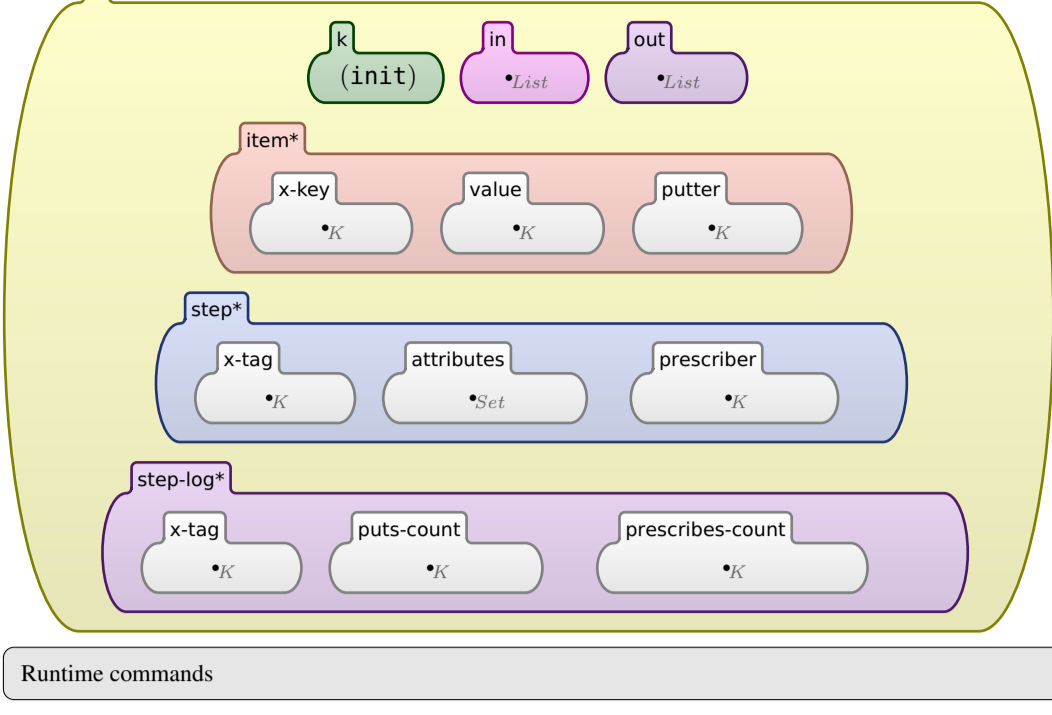 k in out
(init) •List •List
item*
x-key value putter
•K •K •K
step*
x-tag attributes prescriber
•K •Set •K
step-log*
x-tag puts-count prescribes-count
•K •K •K
Runtime commands